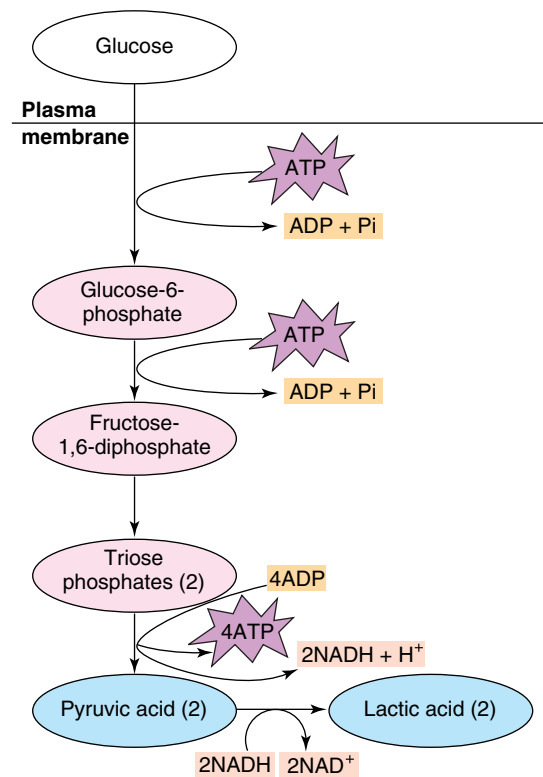 Glucose
Plasma
membrane
ATP
ADP + Pi
Glucose-6-
phosphate
ATP
ADP + Pi
Fructose-
1,6-diphosphate
Triose
phosphates (2)
4ADP
4ATP
2NADH + H⁺
Pyruvic acid (2)
Lactic acid (2)
2NADH
2NAD⁺